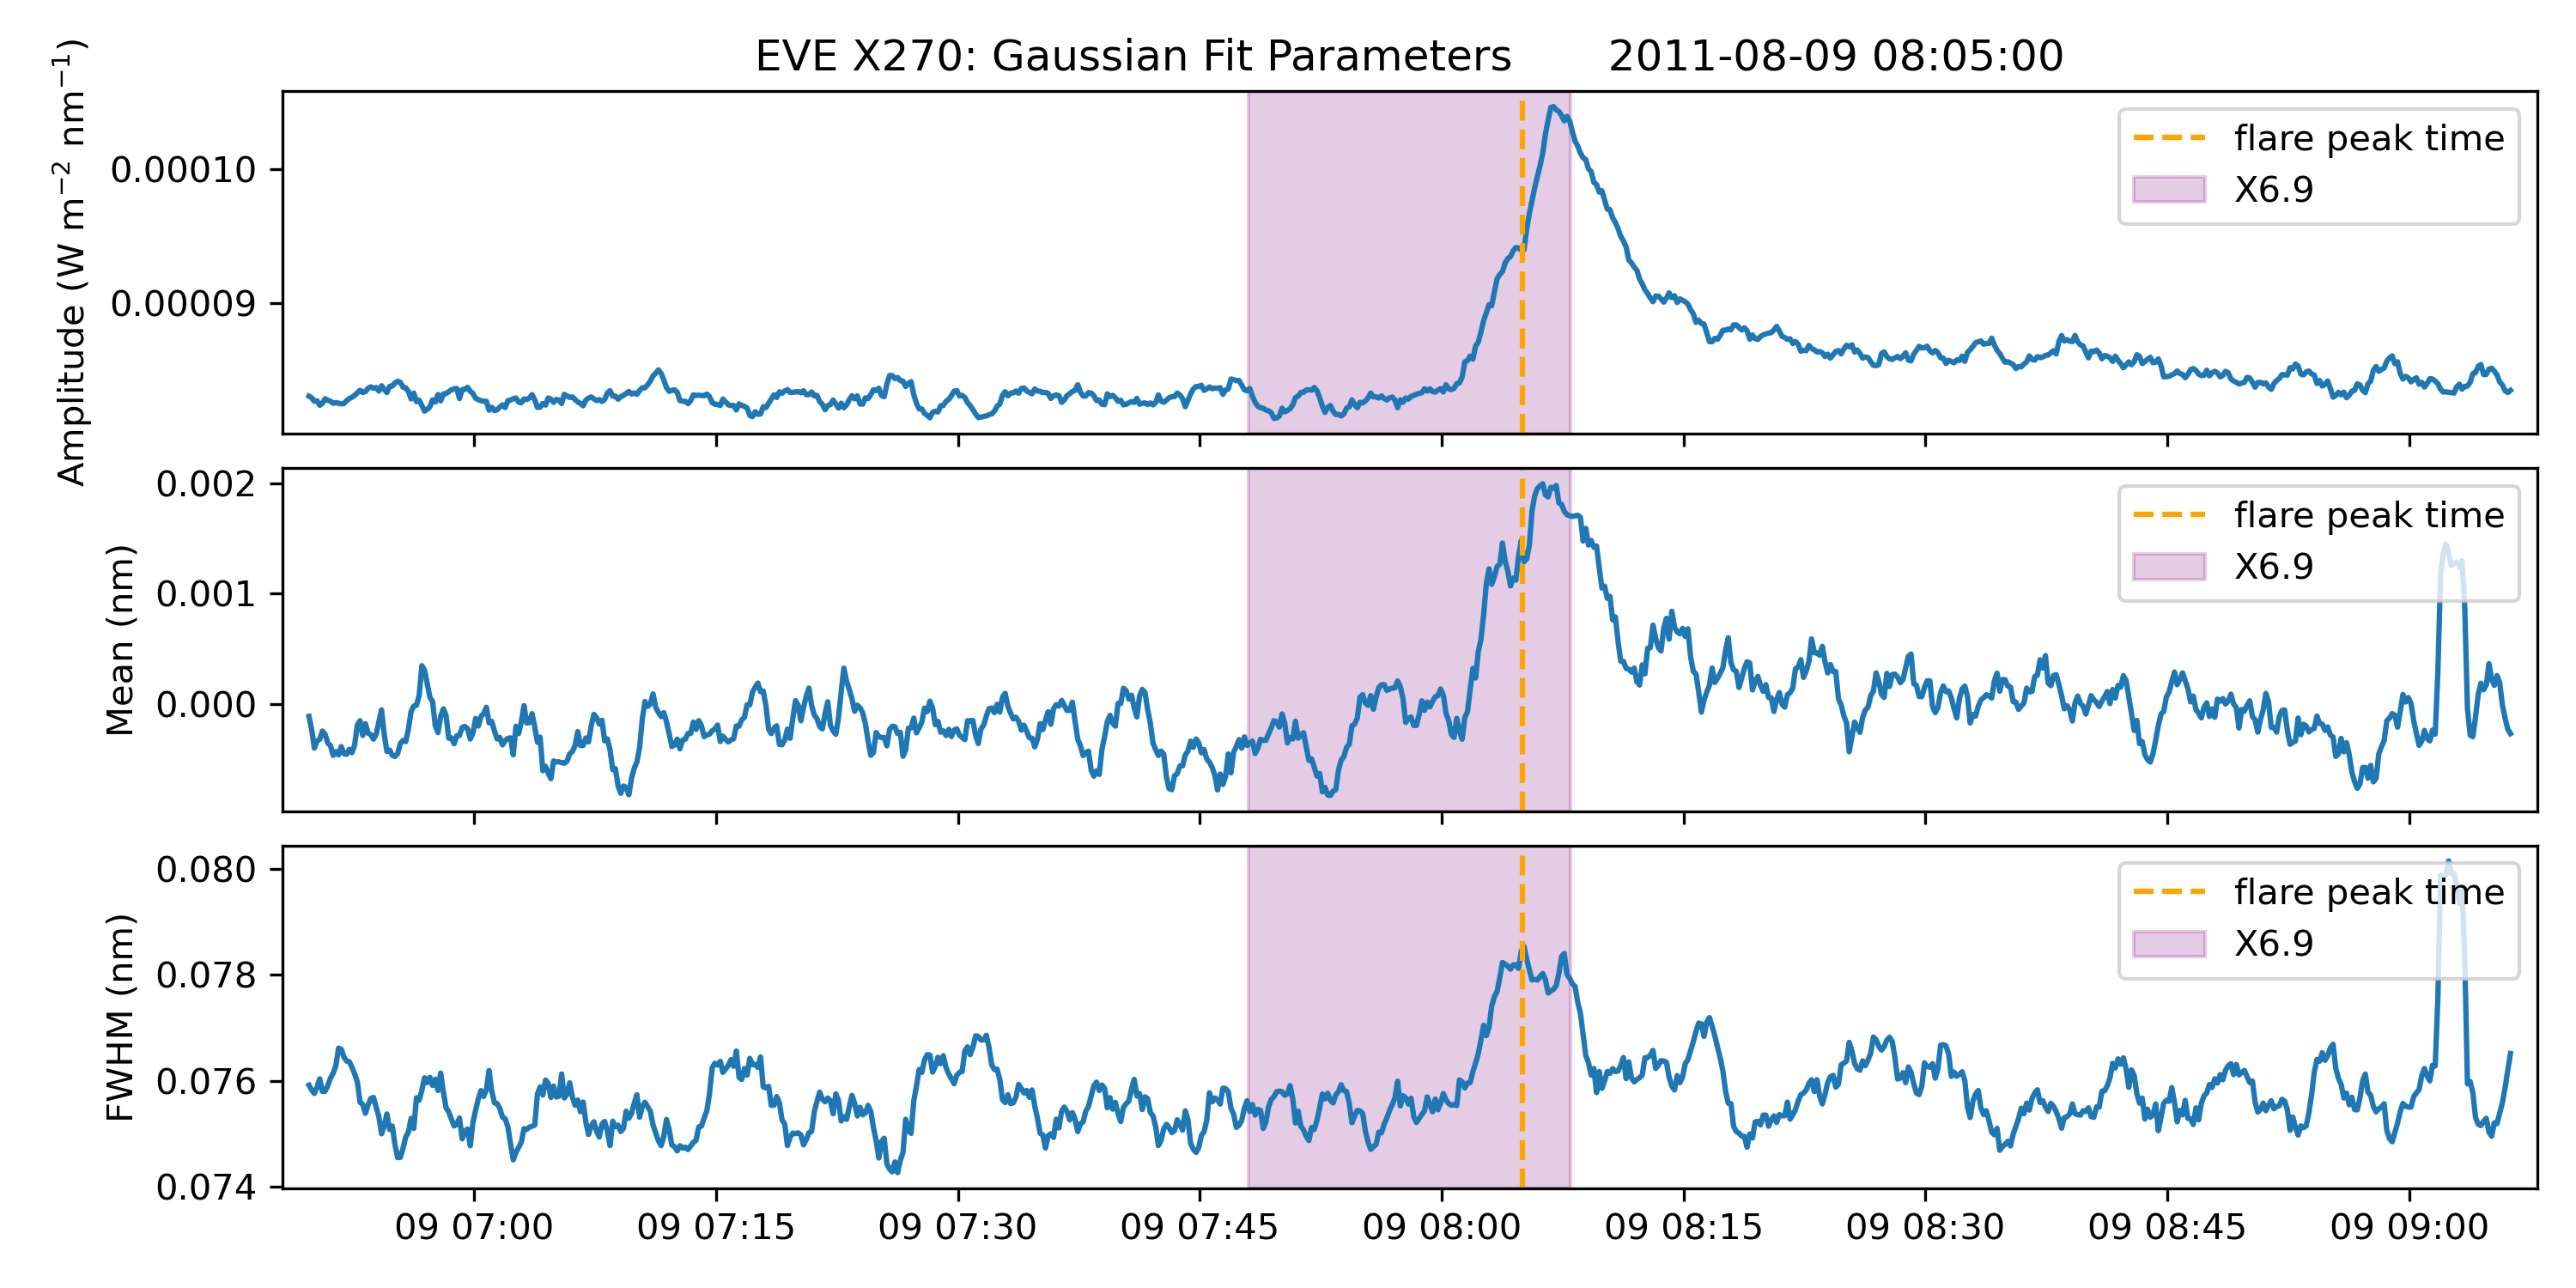 EVE X270: Gaussian Fit Parameters 2011-08-09 08:05:00
Amplitude (W m⁻² nm⁻¹)
0.00010
0.00009
flare peak time
X6.9
Mean (nm)
0.002
0.001
0.000
flare peak time
X6.9
FWHM (nm)
0.080
0.078
0.076
0.074
flare peak time
X6.9
09 07:00 09 07:15 09 07:30 09 07:45 09 08:00 09 08:15 09 08:30 09 08:45 09 09:00